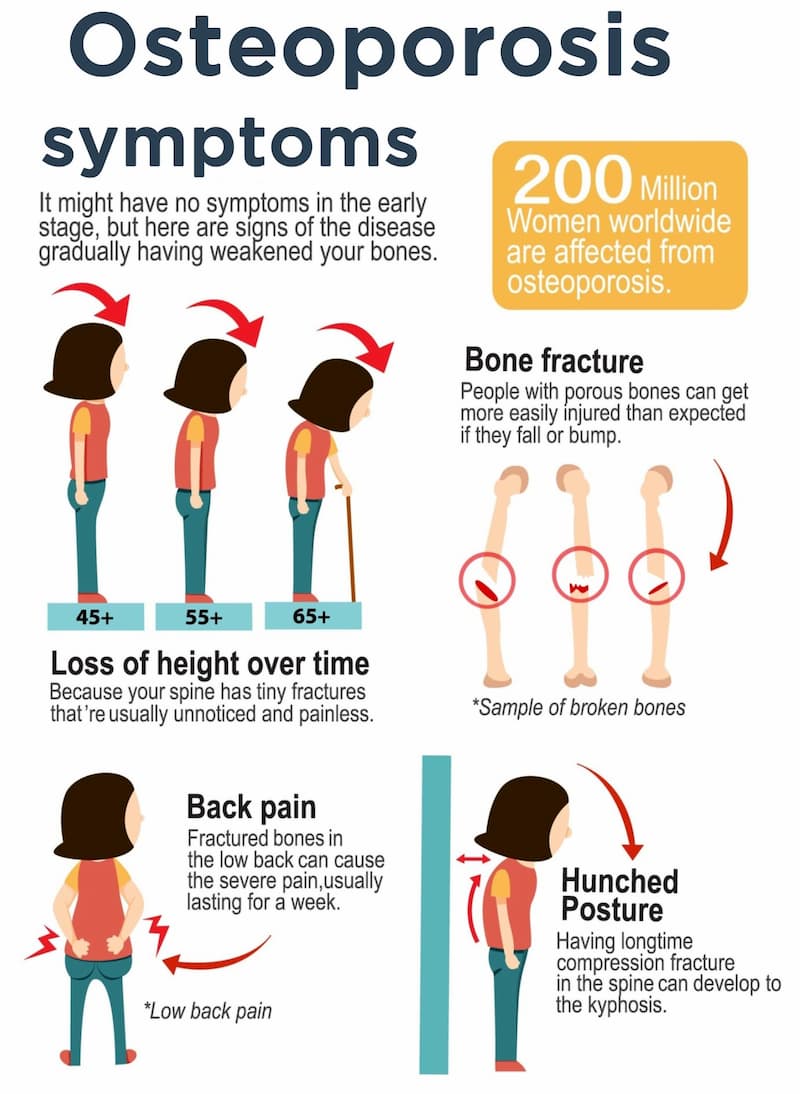 Osteoporosis
symptoms
It might have no symptoms in the early
stage, but here are signs of the disease
gradually having weakened your bones.
200 Million
Women worldwide
are affected from
osteoporosis.
45+
55+
65+
Loss of height over time
Because your spine has tiny fractures
that're usually unnoticed and painless.
Bone fracture
People with porous bones can get
more easily injured than expected
if they fall or bump.
*Sample of broken bones
Back pain
Fractured bones in
the low back can cause
the severe pain,usually
lasting for a week.
*Low back pain
Hunched
Posture
Having longtime
compression fracture
in the spine can develop to
the kyphosis.